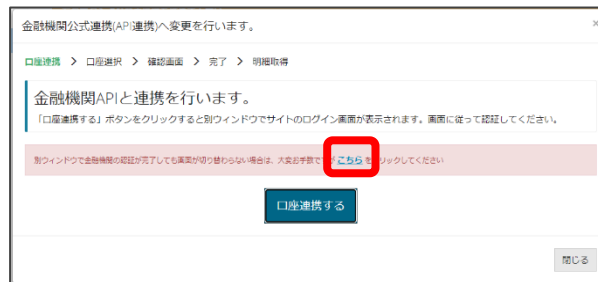 金融機関公式連携(API連携)へ変更を行います。
×
口座連携 > 口座選択 > 確認画面 > 完了 > 明細取得
金融機関APIと連携を行います。
「口座連携する」ボタンをクリックすると別ウィンドウでサイトのログイン画面が表示されます。画面に従って認証してください。
別ウィンドウで金融機関の認証が完了しても画面が切り替わらない場合は、大変お手数で こちら を リックしてください
口座連携する
閉じる